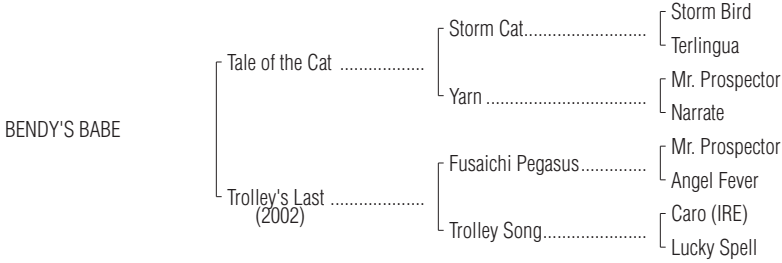 Storm Bird
Storm Cat..........................
Terlingua
Tale of the Cat ..................
Mr. Prospector
Yarn ..................................
Narrate
BENDY'S BABE
Mr. Prospector
Fusaichi Pegasus..............
Angel Fever
Trolley's Last ....................
(2002)
Caro (IRE)
Trolley Song......................
Lucky Spell